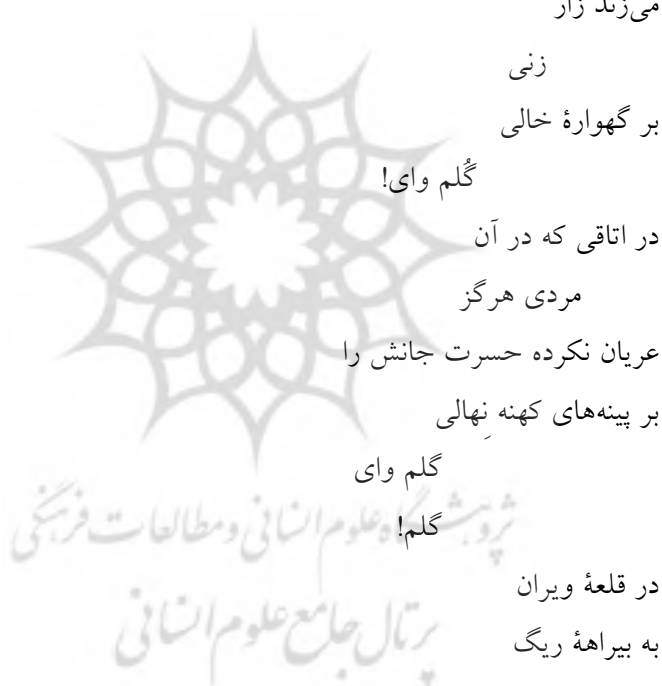 می‌زند زار
زنی
بر گهوارهٔ خالی
گُلم وای!
در اتاقی که در آن
مردی هرگز
عریان نکرده حسرت جانش را
بر پینه‌های کهنه نِهالی
گلم وای
گلم!
پژوهشگاه علوم انسانی و مطالعات فرهنگی
در قلعهٔ ویران
پرتال جامع علوم انسانی
به بیراههٔ ریگ